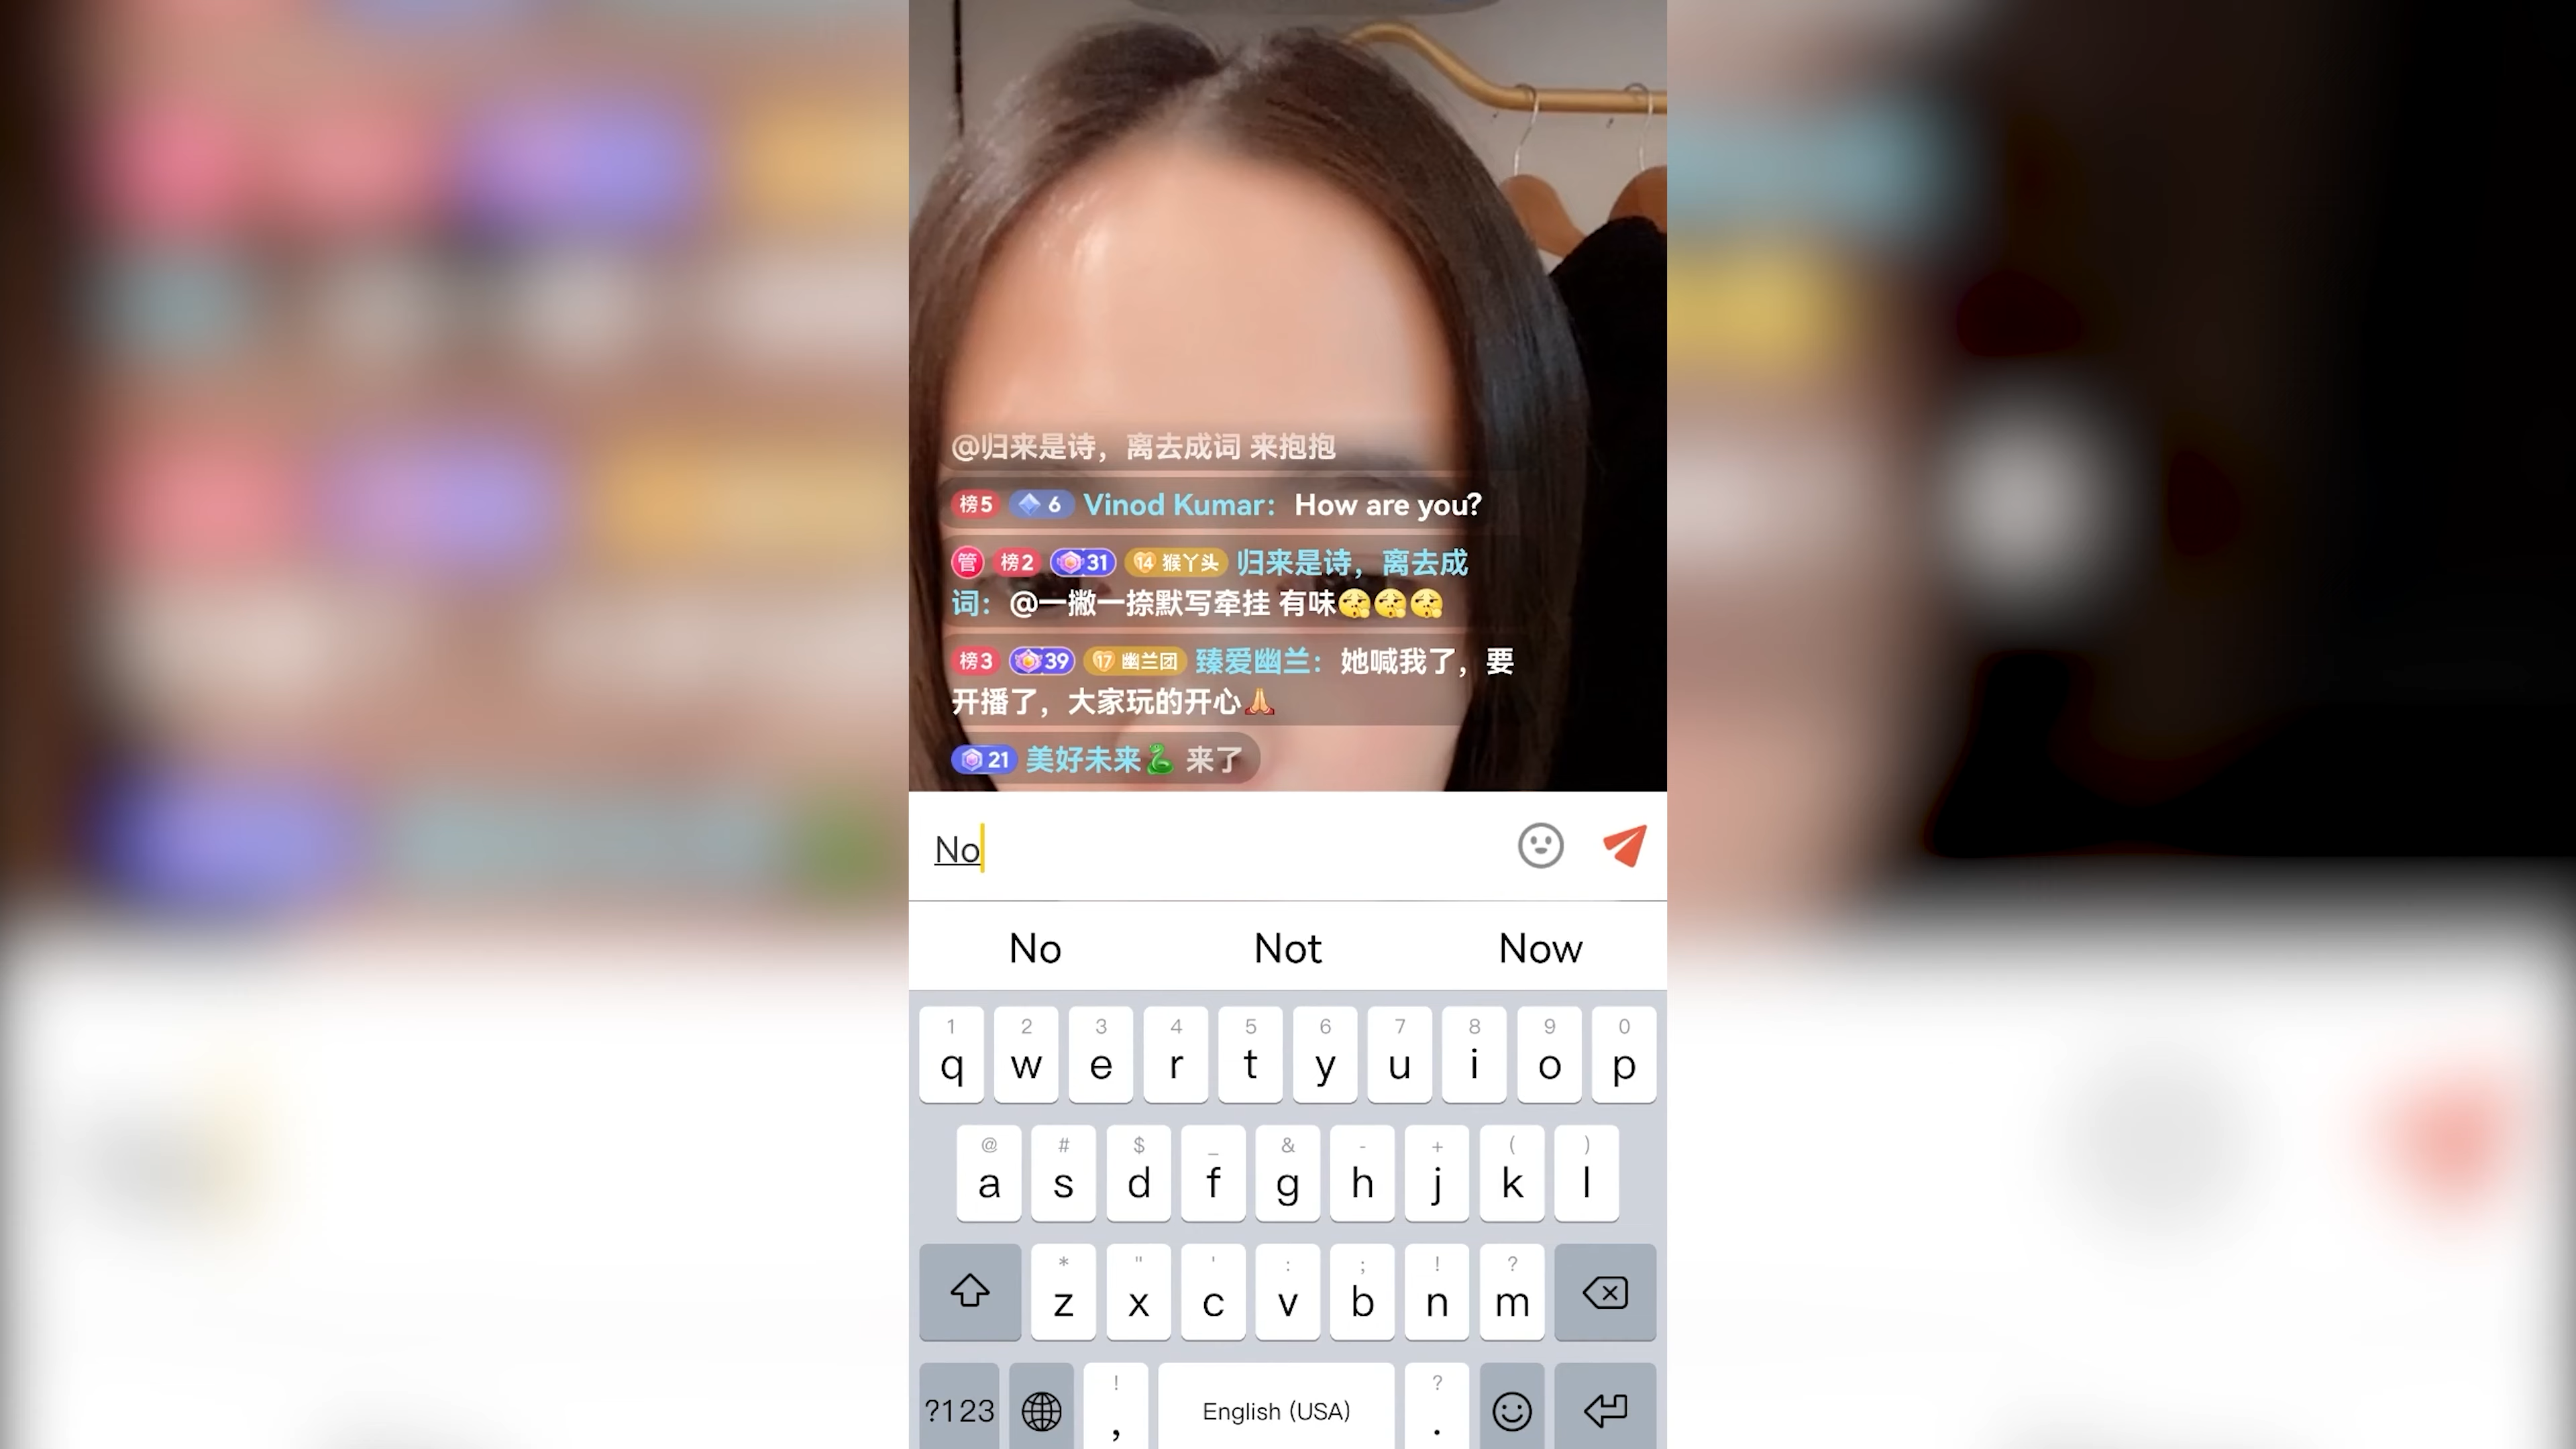 @归来是诗，离去成词 来抱抱
榜5 6 Vinod Kumar： How are you?
管 榜2 31 14 猴丫头 归来是诗，离去成
词：@一撇一捺默写牵挂 有味🫣🫣🫣
榜3 39 17 幽兰团 臻爱幽兰：她喊我了，要
开播了，大家玩的开心🙏
21 美好未来🐍 来了
No
No Not Now
1 2 3 4 5 6 7 8 9 0
q w e r t y u i o p
@ # $ _ & - + ( )
a s d f g h j k l
* " ' : ; ! ?
z x c v b n m
! ?
?123 , English (USA) .